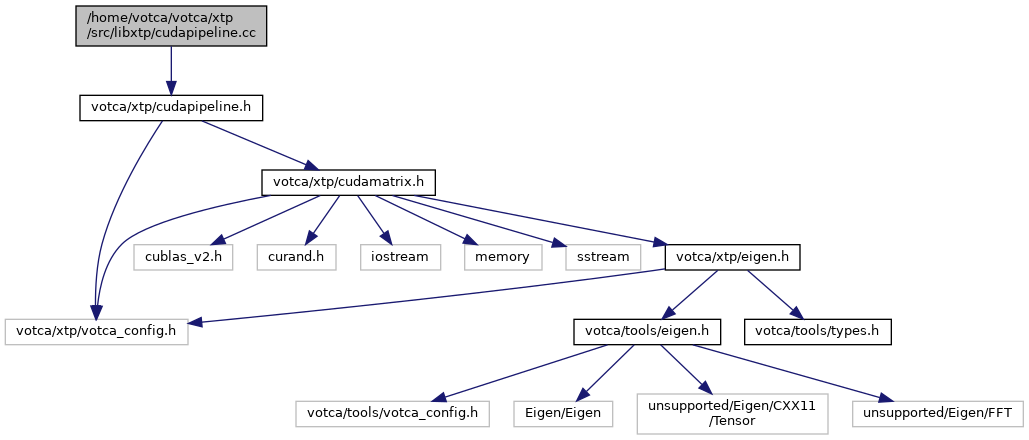 /home/votca/votca/xtp
/src/libxtp/cudapipeline.cc
votca/xtp/cudapipeline.h
votca/xtp/cudamatrix.h
cublas_v2.h
curand.h
iostream
memory
sstream
votca/xtp/eigen.h
votca/xtp/votca_config.h
votca/tools/eigen.h
votca/tools/types.h
votca/tools/votca_config.h
Eigen/Eigen
unsupported/Eigen/CXX11
/Tensor
unsupported/Eigen/FFT